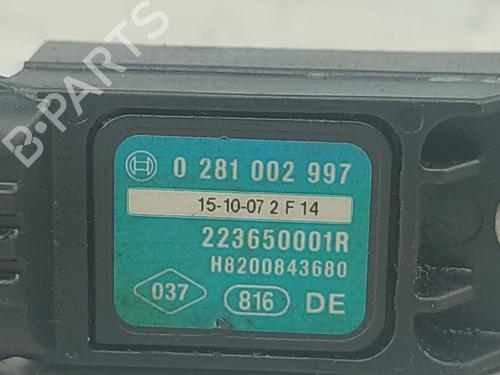 0 281 002 997
15-10-07 2 F 14
223650001R
H8200843680
037 816 DE
B-PARTS